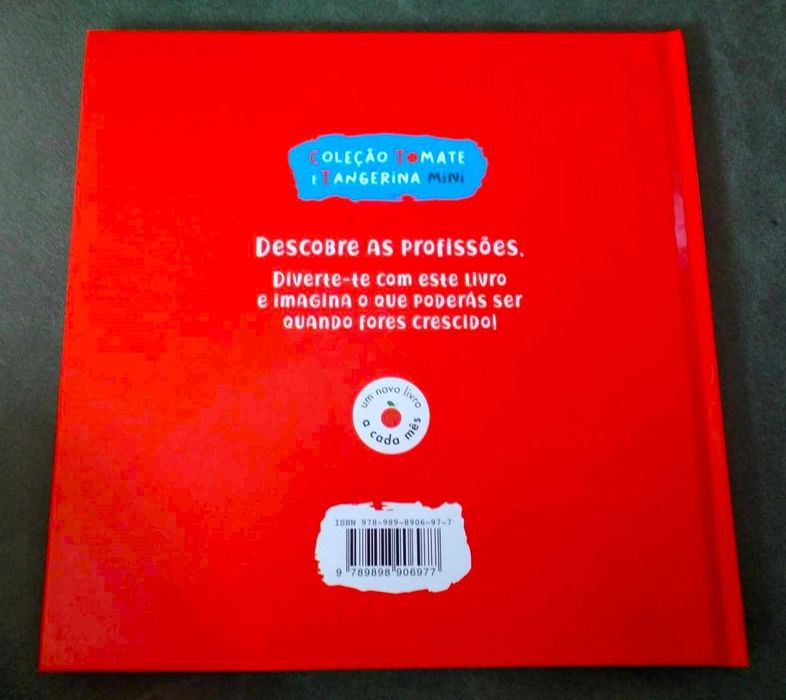 COLEÇÃO TOMATE
E TANGERINA MINI
DESCOBRE AS PROFISSÕES.
DIVERTE-TE COM ESTE LIVRO
E IMAGINA O QUE PODERÁS SER
QUANDO FORES CRESCIDO!
um novo livro
a cada mês
ISBN 978-989-8906-97-7
9 789898 906977